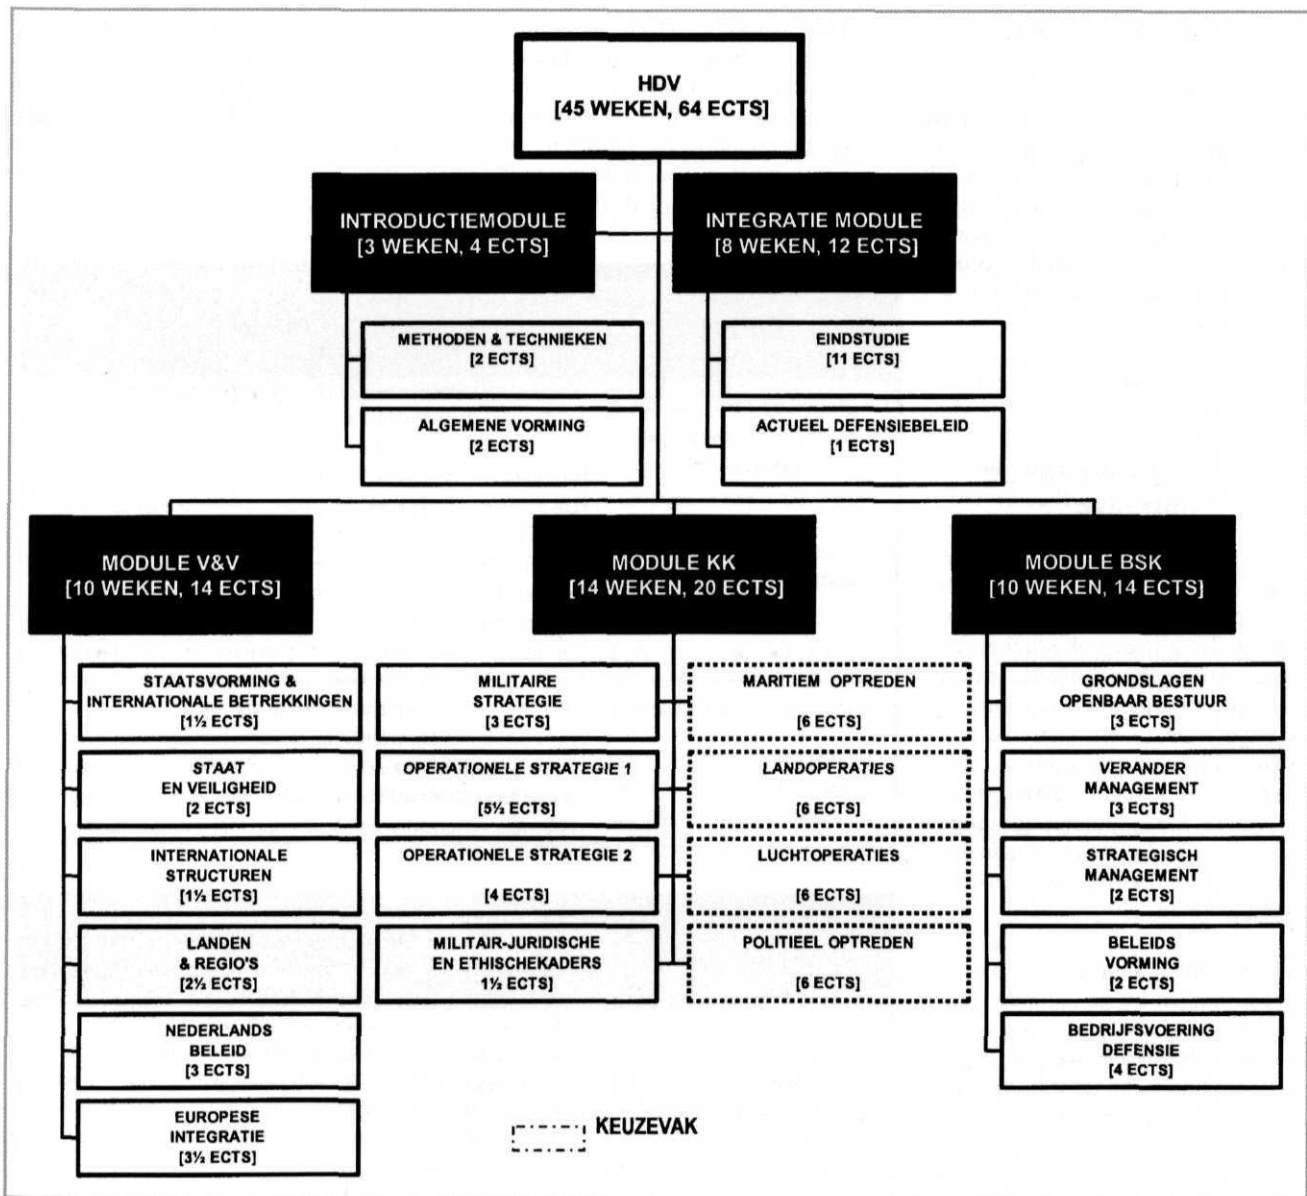 HDV
[45 WEKEN, 64 ECTS]
INTRODUCTIEMODULE
[3 WEKEN, 4 ECTS]
INTEGRATIE MODULE
[8 WEKEN, 12 ECTS]
METHODEN & TECHNIEKEN
[2 ECTS]
ALGEMENE VORMING
[2 ECTS]
EINDSTUDIE
[11 ECTS]
ACTUEEL DEFENSIEBELEID
[1 ECTS]
MODULE V&V
[10 WEKEN, 14 ECTS]
MODULE KK
[14 WEKEN, 20 ECTS]
MODULE BSK
[10 WEKEN, 14 ECTS]
STAATSVORMING &
INTERNATIONALE BETREKKINGEN
[1½ ECTS]
STAAT
EN VEILIGHEID
[2 ECTS]
INTERNATIONALE
STRUCTUREN
[1½ ECTS]
LANDEN
& REGIO'S
[2½ ECTS]
NEDERLANDS
BELEID
[3 ECTS]
EUROPESE
INTEGRATIE
[3½ ECTS]
MILITAIRE
STRATEGIE
[3 ECTS]
OPERATIONELE STRATEGIE 1
[5½ ECTS]
OPERATIONELE STRATEGIE 2
[4 ECTS]
MILITAIR-JURIDISCHE
EN ETHISCHEKADERS
1½ ECTS]
MARITIEM OPTREDEN
[6 ECTS]
LANDOPERATIES
[6 ECTS]
LUCHTOPERATIES
[6 ECTS]
POLITIEEL OPTREDEN
[6 ECTS]
GRONDSLAGEN
OPENBAAR BESTUUR
[3 ECTS]
VERANDER
MANAGEMENT
[3 ECTS]
STRATEGISCH
MANAGEMENT
[2 ECTS]
BELEIDS
VORMING
[2 ECTS]
BEDRIJFSVOERING
DEFENSIE
[4 ECTS]
KEUZEVAK